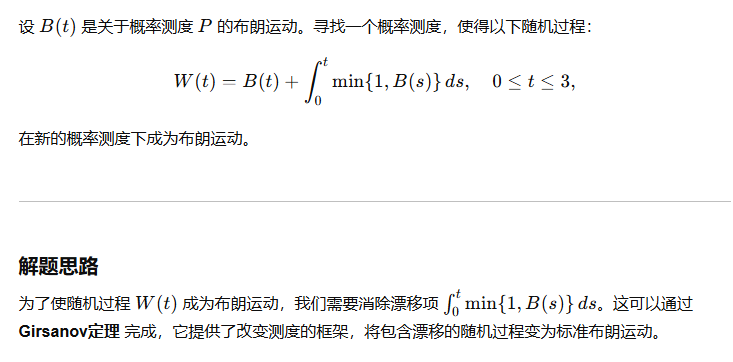 设 B(t) 是关于概率测度 P 的布朗运动。寻找一个概率测度，使得以下随机过程：
W(t) = B(t) + ∫₀ᵗ min{1, B(s)} ds, 0 ≤ t ≤ 3,
在新的概率测度下成为布朗运动。
解题思路
为了使随机过程 W(t) 成为布朗运动，我们需要消除漂移项 ∫₀ᵗ min{1, B(s)} ds。这可以通过
Girsanov定理 完成，它提供了改变测度的框架，将包含漂移的随机过程变为标准布朗运动。